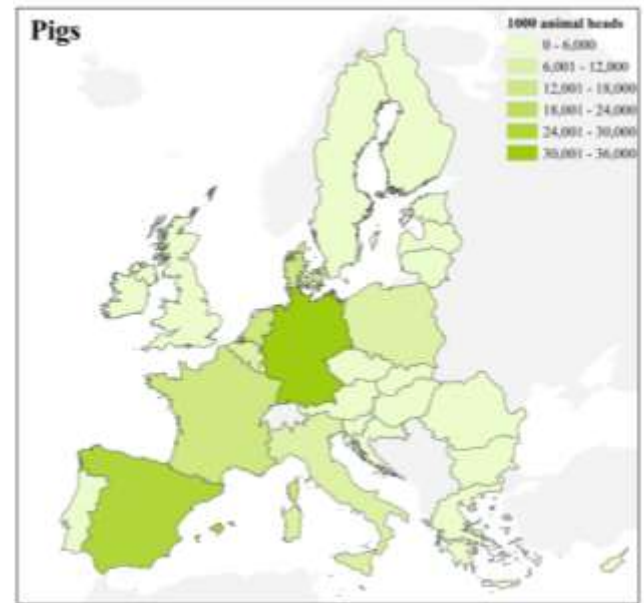 Pigs
1000 animal heads
0 - 6,000
6,001 - 12,000
12,001 - 18,000
18,001 - 24,000
24,001 - 30,000
30,001 - 36,000